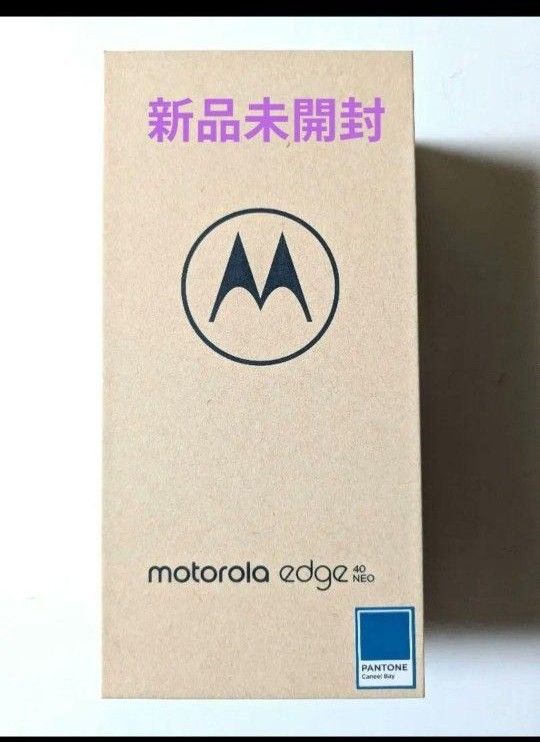 新品未開封
motorola edge 40 NEO
PANTONE
Caneel Bay